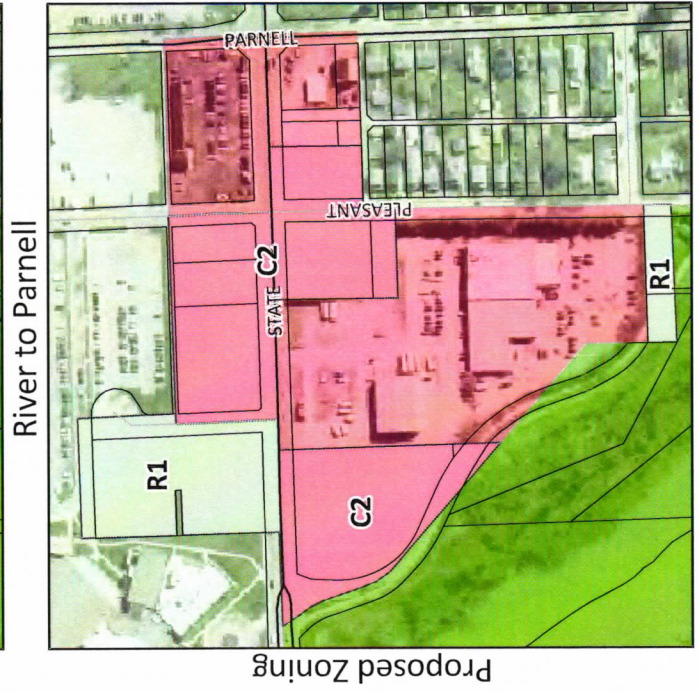 River to Parnell
Proposed Zoning
PARNELL
PLEASANT
STATE
C2
R1
C2
R1